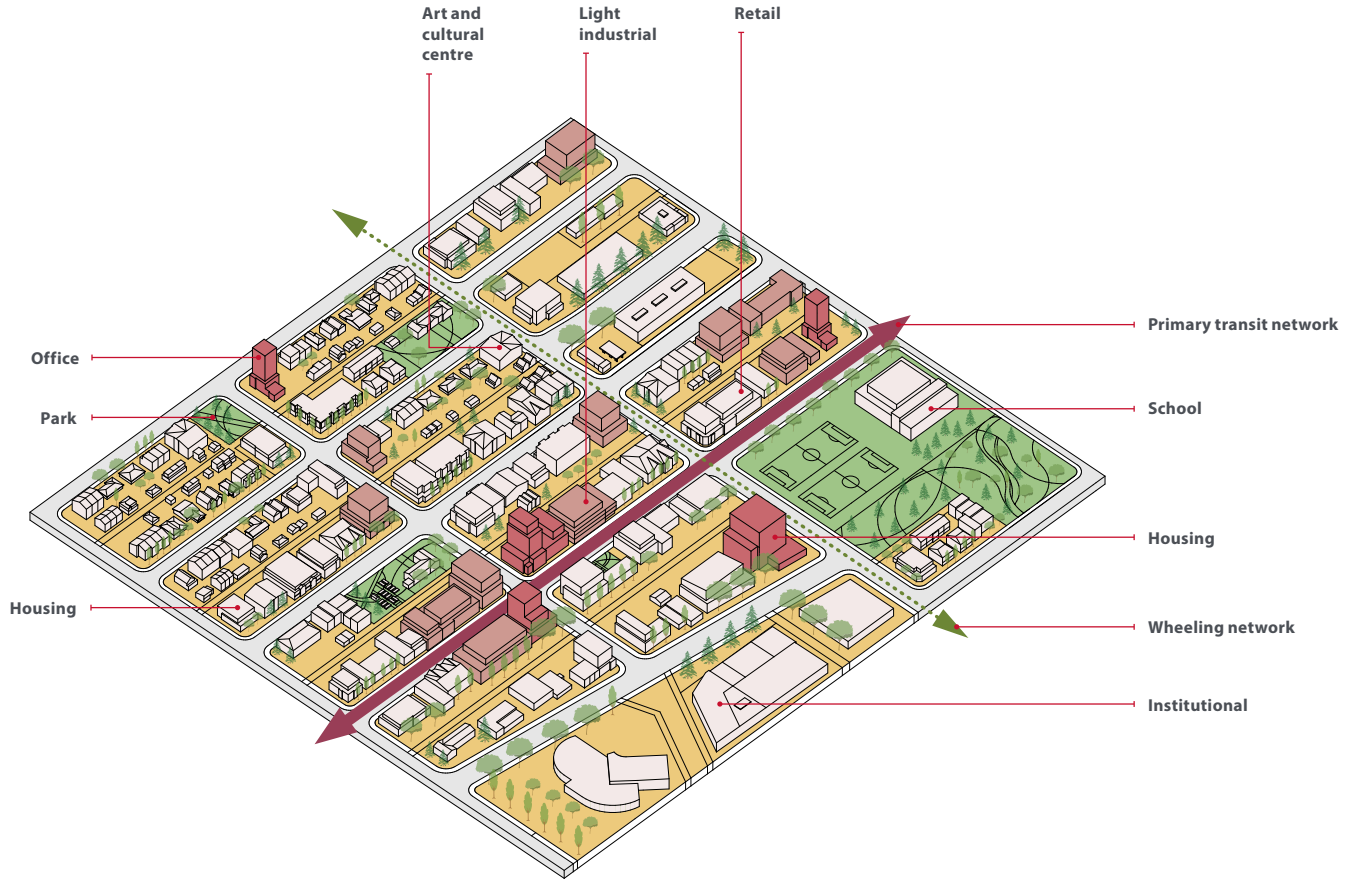 Art and
cultural
centre
Light
industrial
Retail
Primary transit network
Office
School
Park
Housing
Housing
Wheeling network
Institutional